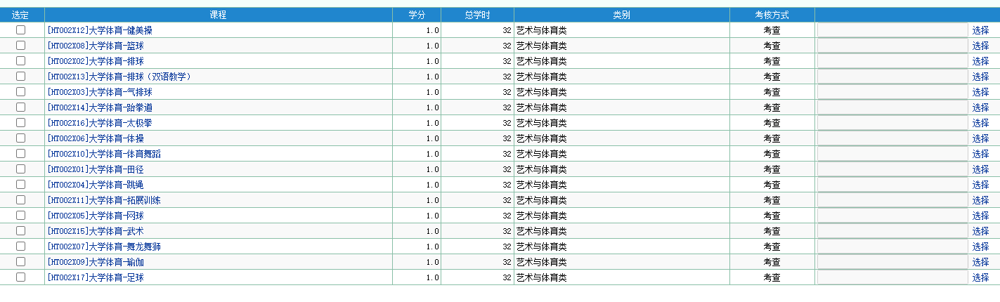 选定 课程 学分 总学时 类别 考核方式
[HT002X12]大学体育-健美操 1.0 32 艺术与体育类 考查 选择
[HT002X08]大学体育-篮球 1.0 32 艺术与体育类 考查 选择
[HT002X02]大学体育-排球 1.0 32 艺术与体育类 考查 选择
[HT002X13]大学体育-排球（双语教学） 1.0 32 艺术与体育类 考查 选择
[HT002X03]大学体育-气排球 1.0 32 艺术与体育类 考查 选择
[HT002X14]大学体育-跆拳道 1.0 32 艺术与体育类 考查 选择
[HT002X16]大学体育-太极拳 1.0 32 艺术与体育类 考查 选择
[HT002X06]大学体育-体操 1.0 32 艺术与体育类 考查 选择
[HT002X10]大学体育-体育舞蹈 1.0 32 艺术与体育类 考查 选择
[HT002X01]大学体育-田径 1.0 32 艺术与体育类 考查 选择
[HT002X04]大学体育-跳绳 1.0 32 艺术与体育类 考查 选择
[HT002X11]大学体育-拓展训练 1.0 32 艺术与体育类 考查 选择
[HT002X05]大学体育-网球 1.0 32 艺术与体育类 考查 选择
[HT002X15]大学体育-武术 1.0 32 艺术与体育类 考查 选择
[HT002X07]大学体育-舞龙舞狮 1.0 32 艺术与体育类 考查 选择
[HT002X09]大学体育-瑜伽 1.0 32 艺术与体育类 考查 选择
[HT002X17]大学体育-足球 1.0 32 艺术与体育类 考查 选择